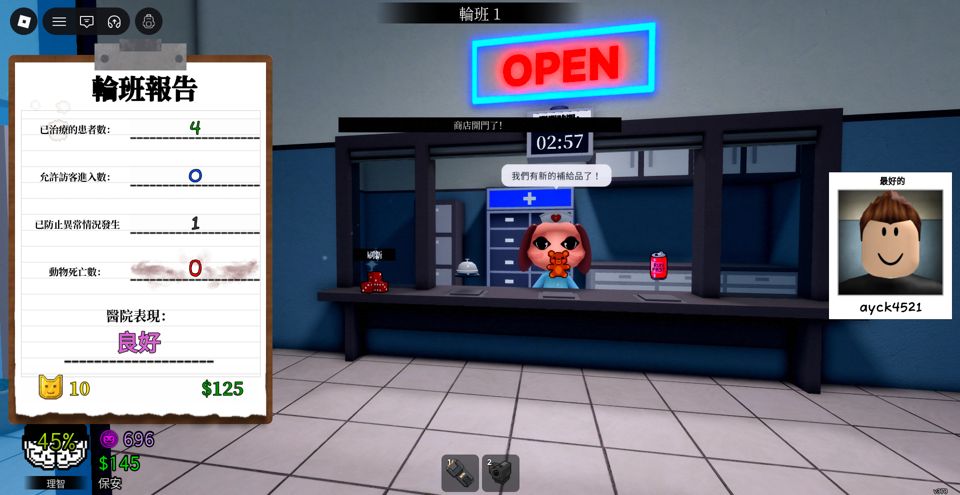 輪班 1
OPEN
輪班報告
已治療的患者數: 4
允許訪客進入數: 0
已防止異常情況發生 1
動物死亡數: 0
醫院表現:
良好
10
$125
商店開門了!
02:57
我們有新的補給品了！
刷新
最好的
ayck4521
45%
理智
696
$145
保安
1
2